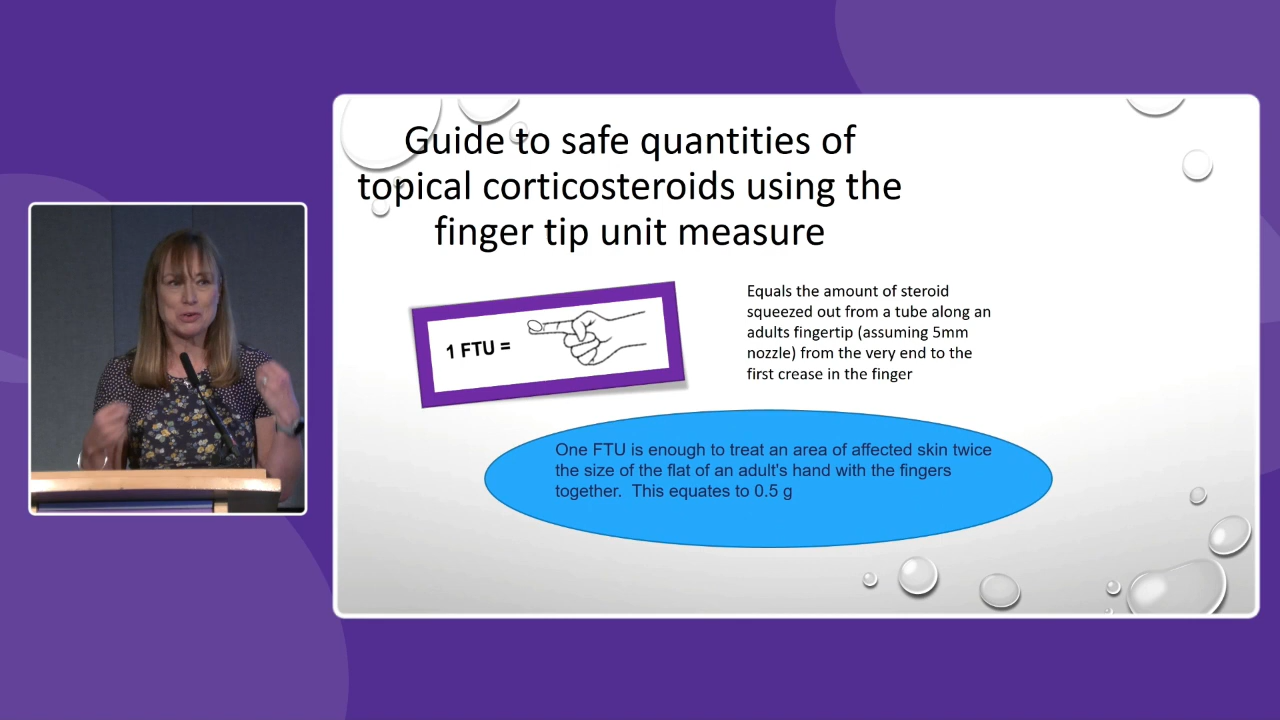 Guide to safe quantities of
topical corticosteroids using the
finger tip unit measure
1 FTU =
Equals the amount of steroid
squeezed out from a tube along an
adults fingertip (assuming 5mm
nozzle) from the very end to the
first crease in the finger
One FTU is enough to treat an area of affected skin twice
the size of the flat of an adult's hand with the fingers
together.  This equates to 0.5 g